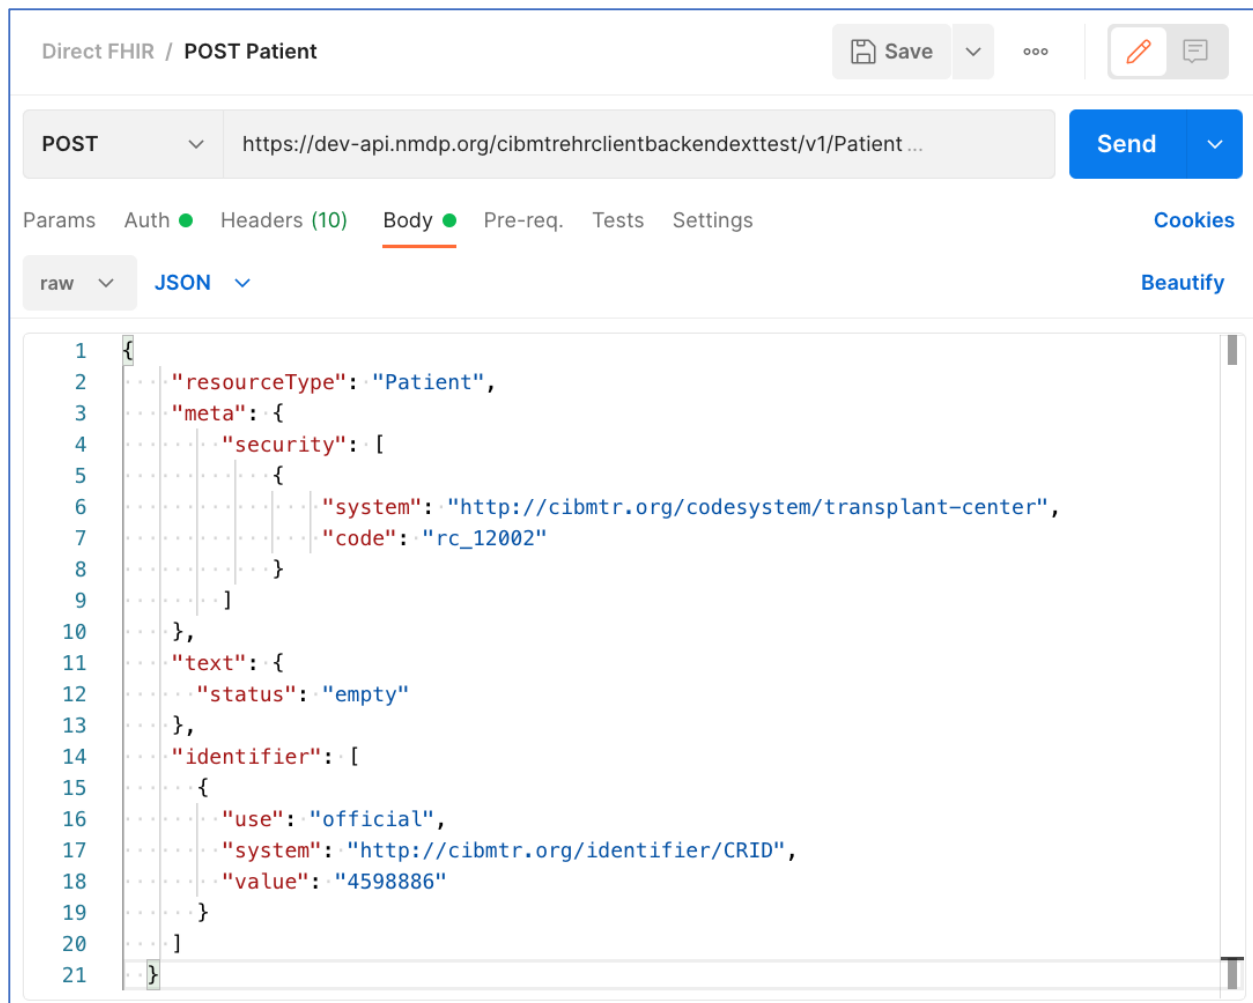 Direct FHIR / POST Patient Save ooo
POST https://dev-api.nmdp.org/cibmtrehrclientbackendexttest/v1/Patient ... Send
Params Auth Headers (10) Body Pre-req. Tests Settings Cookies
raw JSON Beautify
1 {
2 "resourceType": "Patient",
3 "meta": {
4 "security": [
5 {
6 "system": "http://cibmtr.org/codesystem/transplant-center",
7 "code": "rc_12002"
8 }
9 ]
10 },
11 "text": {
12 "status": "empty"
13 },
14 "identifier": [
15 {
16 "use": "official",
17 "system": "http://cibmtr.org/identifier/CRID",
18 "value": "4598886"
19 }
20 ]
21 }